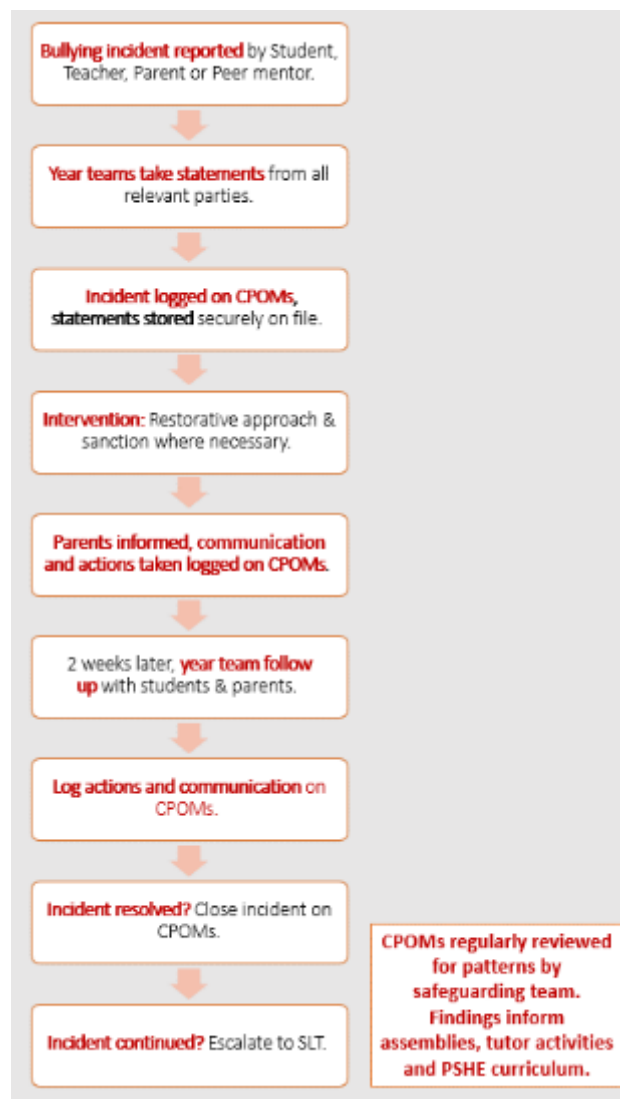 Bullying incident reported by Student,
Teacher, Parent or Peer mentor.
Year teams take statements from all
relevant parties.
Incident logged on CPOMs,
statements stored securely on file.
Intervention: Restorative approach &
sanction where necessary.
Parents informed, communication
and actions taken logged on CPOMs.
2 weeks later, year team follow
up with students & parents.
Log actions and communication on
CPOMs.
Incident resolved? Close incident on
CPOMs.
Incident continued? Escalate to SLT.
CPOMs regularly reviewed
for patterns by
safeguarding team.
Findings inform
assemblies, tutor activities
and PSHE curriculum.